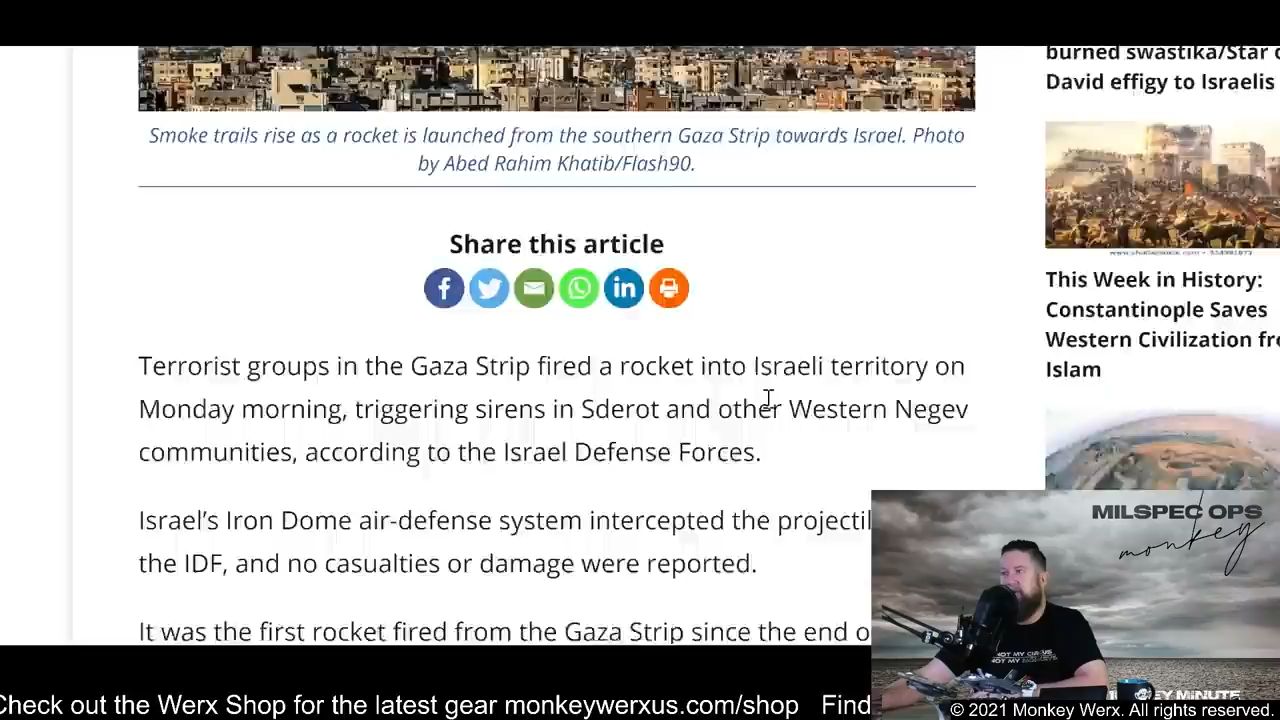 Smoke trails rise as a rocket is launched from the southern Gaza Strip towards Israel. Photo
by Abed Rahim Khatib/Flash90.
Share this article
Terrorist groups in the Gaza Strip fired a rocket into Israeli territory on
Monday morning, triggering sirens in Sderot and other Western Negev
communities, according to the Israel Defense Forces.
Israel’s Iron Dome air-defense system intercepted the
the IDF, and no casualties or damage were reported.
It was the first rocket fired from the Gaza Strip since the end
burned swastika/Star
David effigy to Israelis
This Week in History:
Constantinople Saves
Western Civilization
Islam
MILSPEC OPS
monkey
NOT MY CIRCUS
NOT MY
MINUTE
Check out the Werx Shop for the latest gear monkeywerxus.com/shop Find
© 2021 Monkey Werx. All rights reserved.